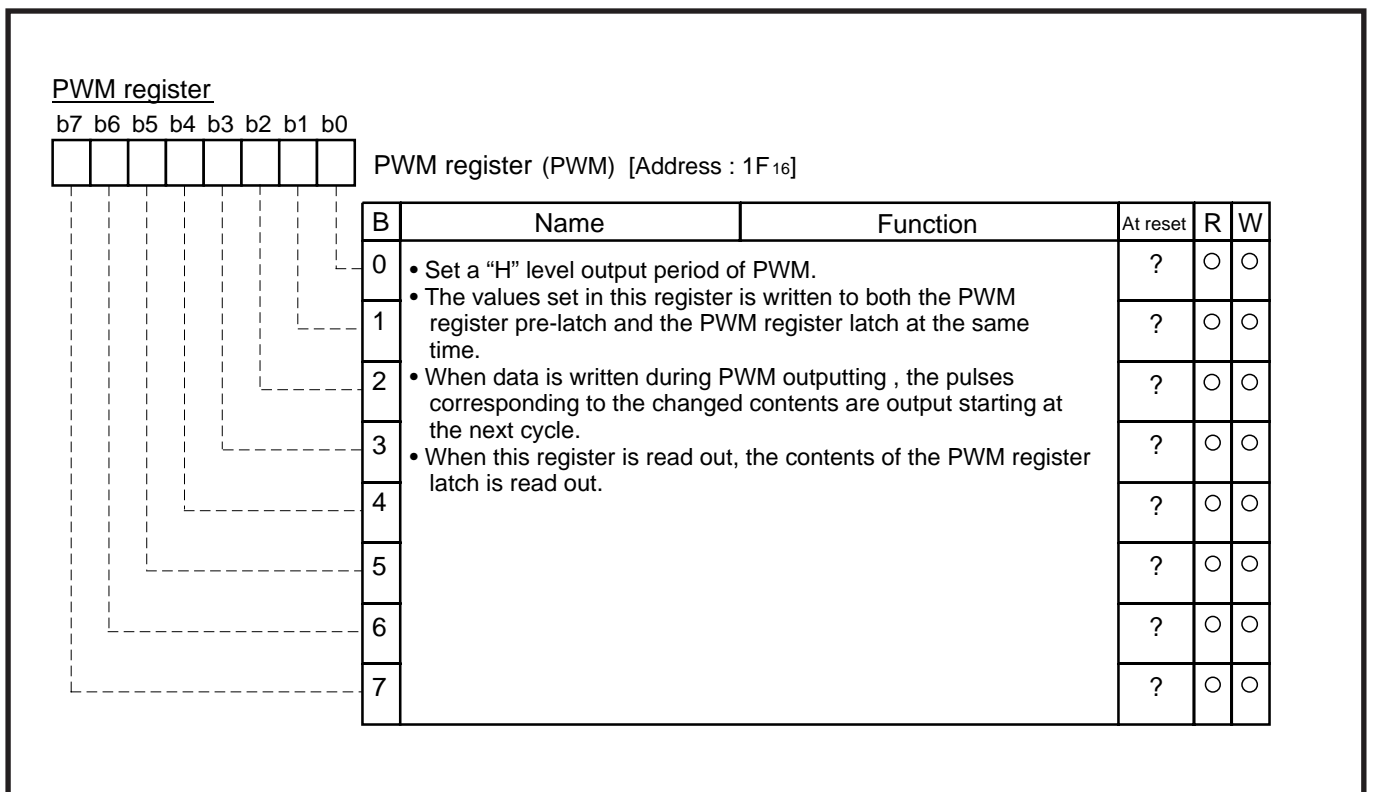 PWM register
b7 b6 b5 b4 b3 b2 b1 b0
PWM register (PWM) [Address : 1F16]
B Name Function At reset R W
0 ? ○ ○
1 ? ○ ○
2 ? ○ ○
3 ? ○ ○
4 ? ○ ○
5 ? ○ ○
6 ? ○ ○
7 ? ○ ○
• Set a “H” level output period of PWM.
• The values set in this register is written to both the PWM
register pre-latch and the PWM register latch at the same
time.
• When data is written during PWM outputting , the pulses
corresponding to the changed contents are output starting at
the next cycle.
• When this register is read out, the contents of the PWM register
latch is read out.